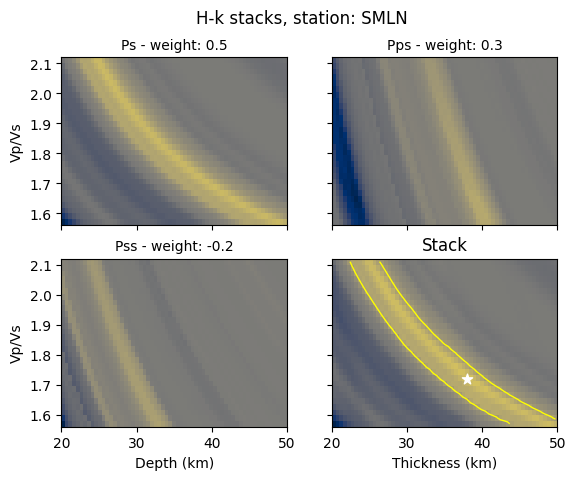 H-k stacks, station: SMLN
Ps - weight: 0.5
Pps - weight: 0.3
2.1
2.0
1.9
1.8
1.7
1.6
Vp/Vs
Pss - weight: -0.2
Stack
2.1
2.0
1.9
1.8
1.7
1.6
Vp/Vs
20 30 40 50
20 30 40 50
Depth (km)
Thickness (km)